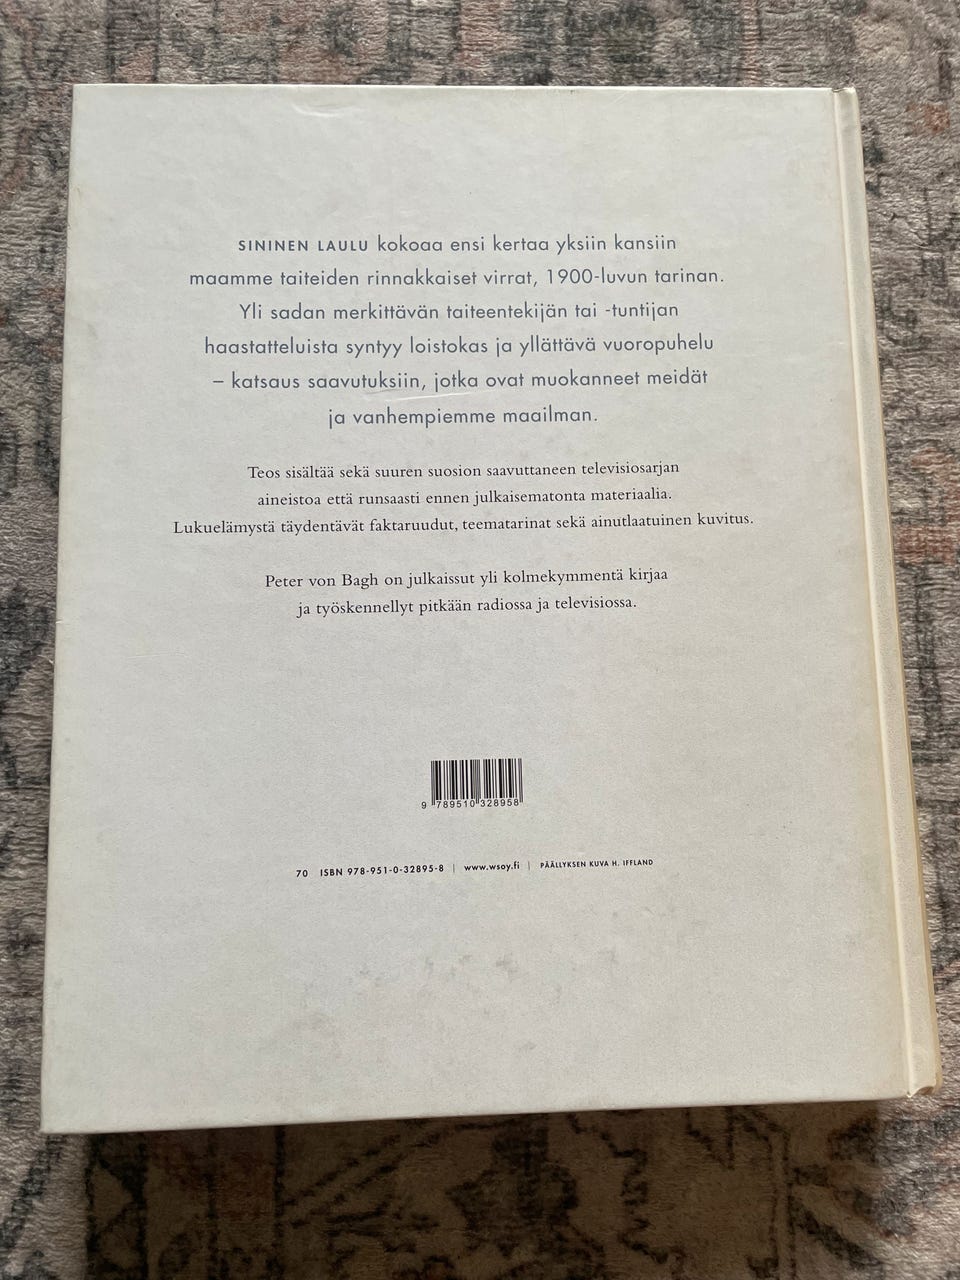 SININEN LAULU kokoaa ensi kertaa yksiin kansiin
maamme taiteiden rinnakkaiset virrat, 1900-luvun tarinan.
Yli sadan merkittävän taiteentekijän tai -tuntijan
haastatteluista syntyy loistokas ja yllättävä vuoropuhelu
– katsaus saavutuksiin, jotka ovat muokanneet meidät
ja vanhempiemme maailman.
Teos sisältää sekä suuren suosion saavuttaneen televisiosarjan
aineistoa että runsaasti ennen julkaisematonta materiaalia.
Lukuelämystä täydentävät faktaruudut, teematarinat sekä ainutlaatuinen kuvitus.
Peter von Bagh on julkaissut yli kolmekymmentä kirjaa
ja työskennellyt pitkään radiossa ja televisiossa.
9 789510 328958
70 ISBN 978-951-0-32895-8 | www.wsoy.fi | PÄÄLLYKSEN KUVA H. IFFLAND